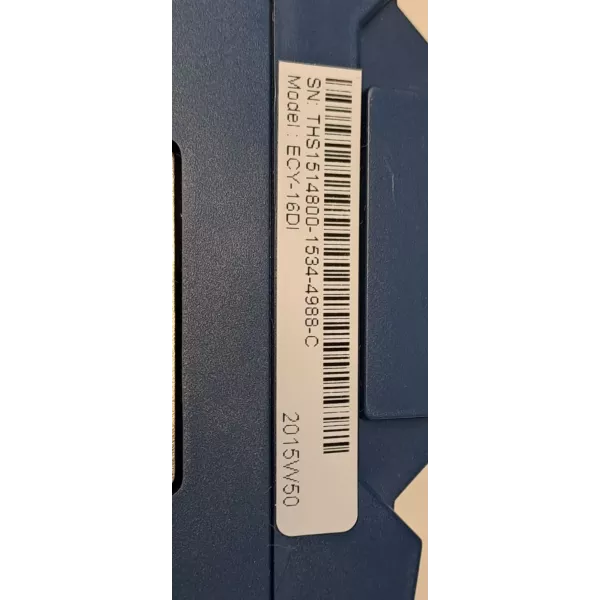 SN: THS1514800-1534-4988-C
Model : ECY-16DI
2015W50